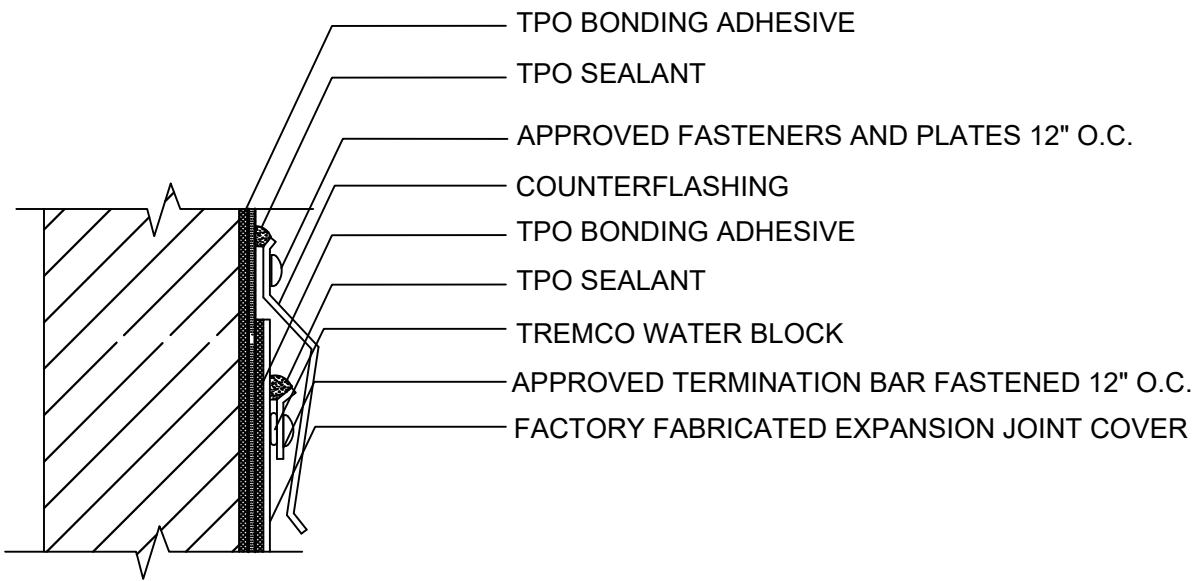 TPO BONDING ADHESIVE
TPO SEALANT
APPROVED FASTENERS AND PLATES 12" O.C.
COUNTERFLASHING
TPO BONDING ADHESIVE
TPO SEALANT
TREMCO WATER BLOCK
APPROVED TERMINATION BAR FASTENED 12" O.C.
FACTORY FABRICATED EXPANSION JOINT COVER